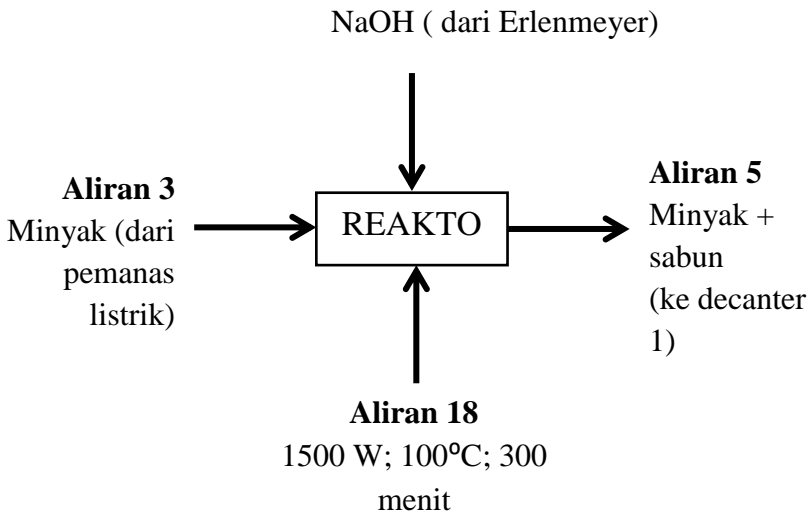 NaOH ( dari Erlenmeyer)
Aliran 3
Minyak (dari
pemanas
listrik)
REAKTO
Aliran 5
Minyak +
sabun
(ke decanter
1)
Aliran 18
1500 W; 100⁰C; 300
menit